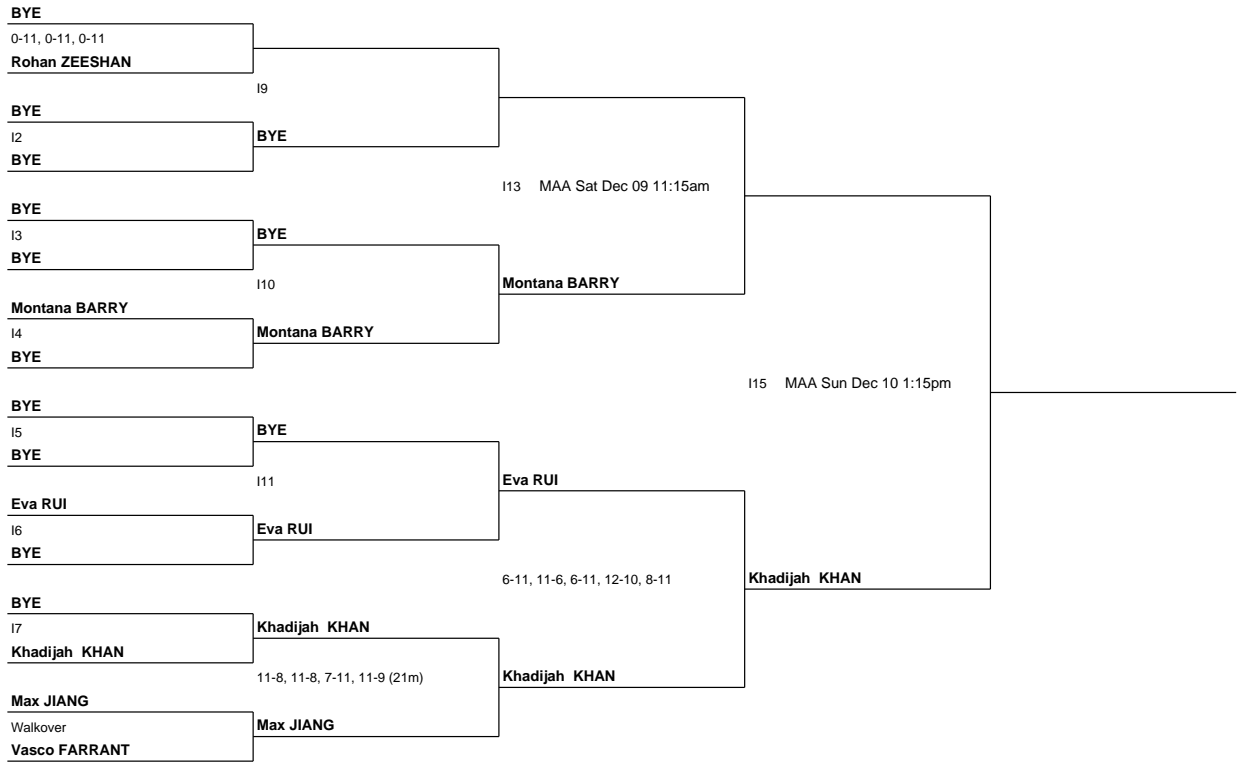 BYE
0-11, 0-11, 0-11
Rohan ZEESHAN
I9
BYE
I2
BYE
BYE
I13 MAA Sat Dec 09 11:15am
BYE
I3
BYE
BYE
I10
Montana BARRY
Montana BARRY
I4
Montana BARRY
BYE
I15 MAA Sun Dec 10 1:15pm
BYE
I5
BYE
BYE
I11
Eva RUI
Eva RUI
I6
Eva RUI
BYE
6-11, 11-6, 6-11, 12-10, 8-11
Khadijah KHAN
BYE
I7
Khadijah KHAN
Khadijah KHAN
11-8, 11-8, 7-11, 11-9 (21m)
Khadijah KHAN
Max JIANG
Walkover
Max JIANG
Vasco FARRANT